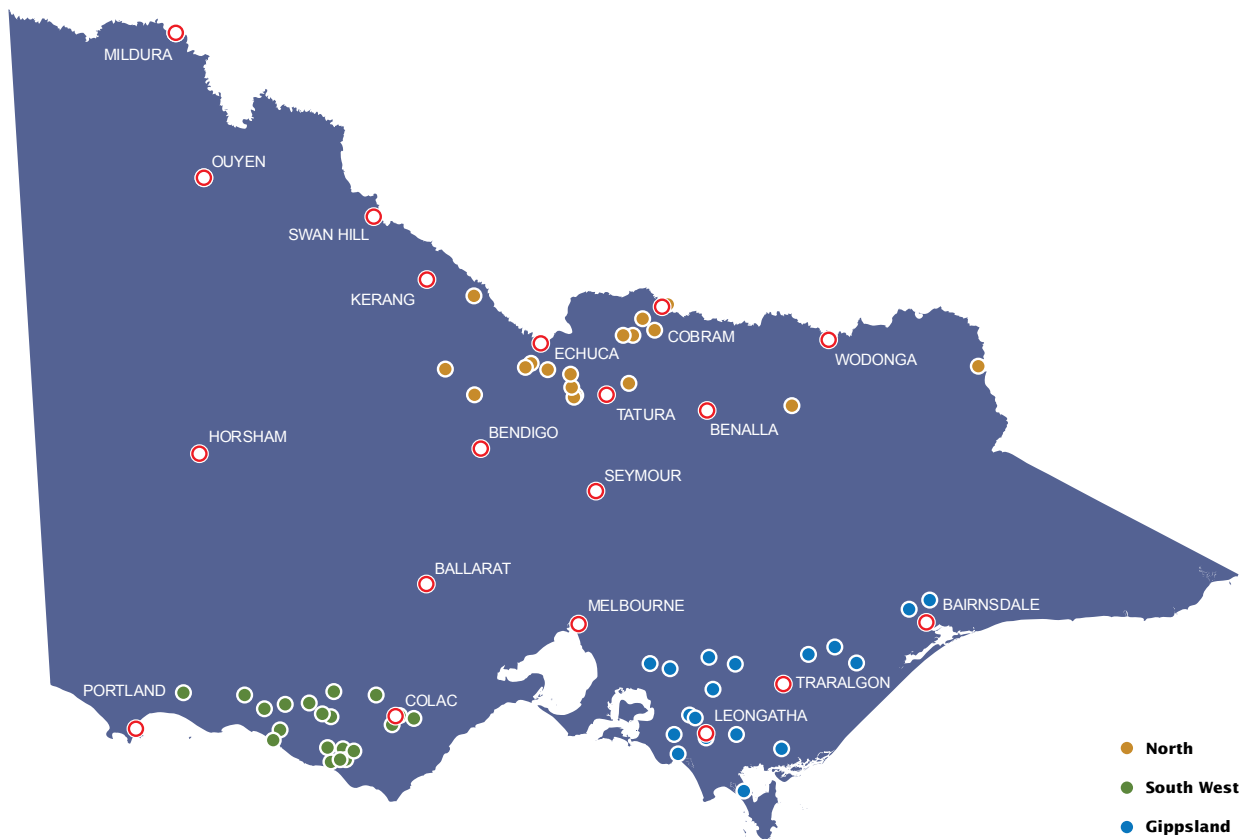 MILDURA
OUYEN
SWAN HILL
KERANG
COBRAM
ECHUCA
WODONGA
TATURA
BENALLA
HORSHAM
BENDIGO
SEYMOUR
BALLARAT
MELBOURNE
BAIRNSDALE
PORTLAND
COLAC
TRARALGON
LEONGATHA
North
South West
Gippsland